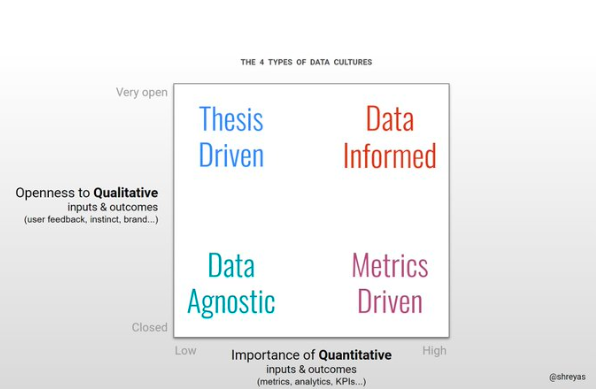 THE 4 TYPES OF DATA CULTURES
Very open
Thesis
Driven
Data
Informed
Openness to Qualitative
inputs & outcomes
(user feedback, instinct, brand...)
Data
Agnostic
Metrics
Driven
Closed
Low
Importance of Quantitative
High
inputs & outcomes
(metrics, analytics, KPIs...)
@shreyas